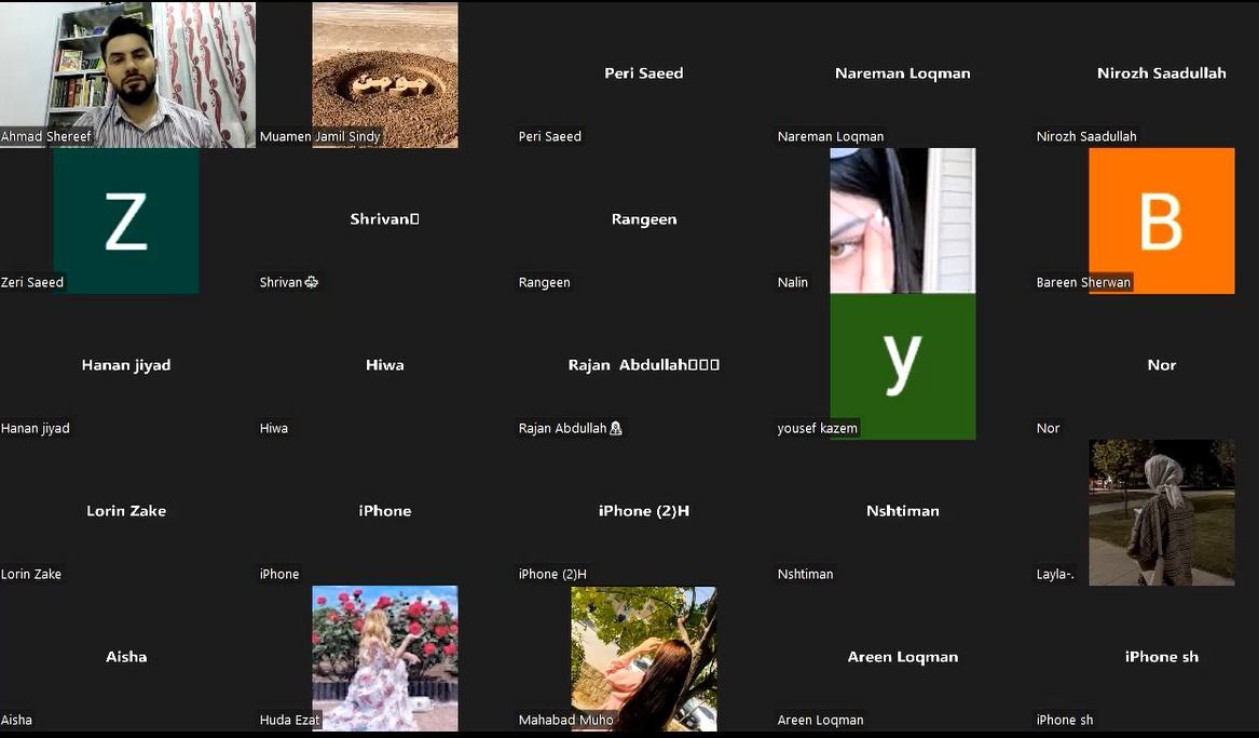 Ahmad Shereef
Muamen Jamil Sindy
Peri Saeed
Peri Saeed
Nareman Loqman
Nareman Loqman
Nirozh Saadullah
Nirozh Saadullah
Z
Zeri Saeed
Shrivan
Shrivan
Rangeen
Rangeen
Nalin
B
Bareen Sherwan
Hanan jiyad
Hanan jiyad
Hiwa
Hiwa
Rajan Abdullah
Rajan Abdullah
y
yousef kazem
Nor
Nor
Lorin Zake
Lorin Zake
iPhone
iPhone
iPhone (2)H
iPhone (2)H
Nshtiman
Nshtiman
Layla-.
Aisha
Aisha
Huda Ezat
Mahabad Muho
Areen Loqman
Areen Loqman
iPhone sh
iPhone sh